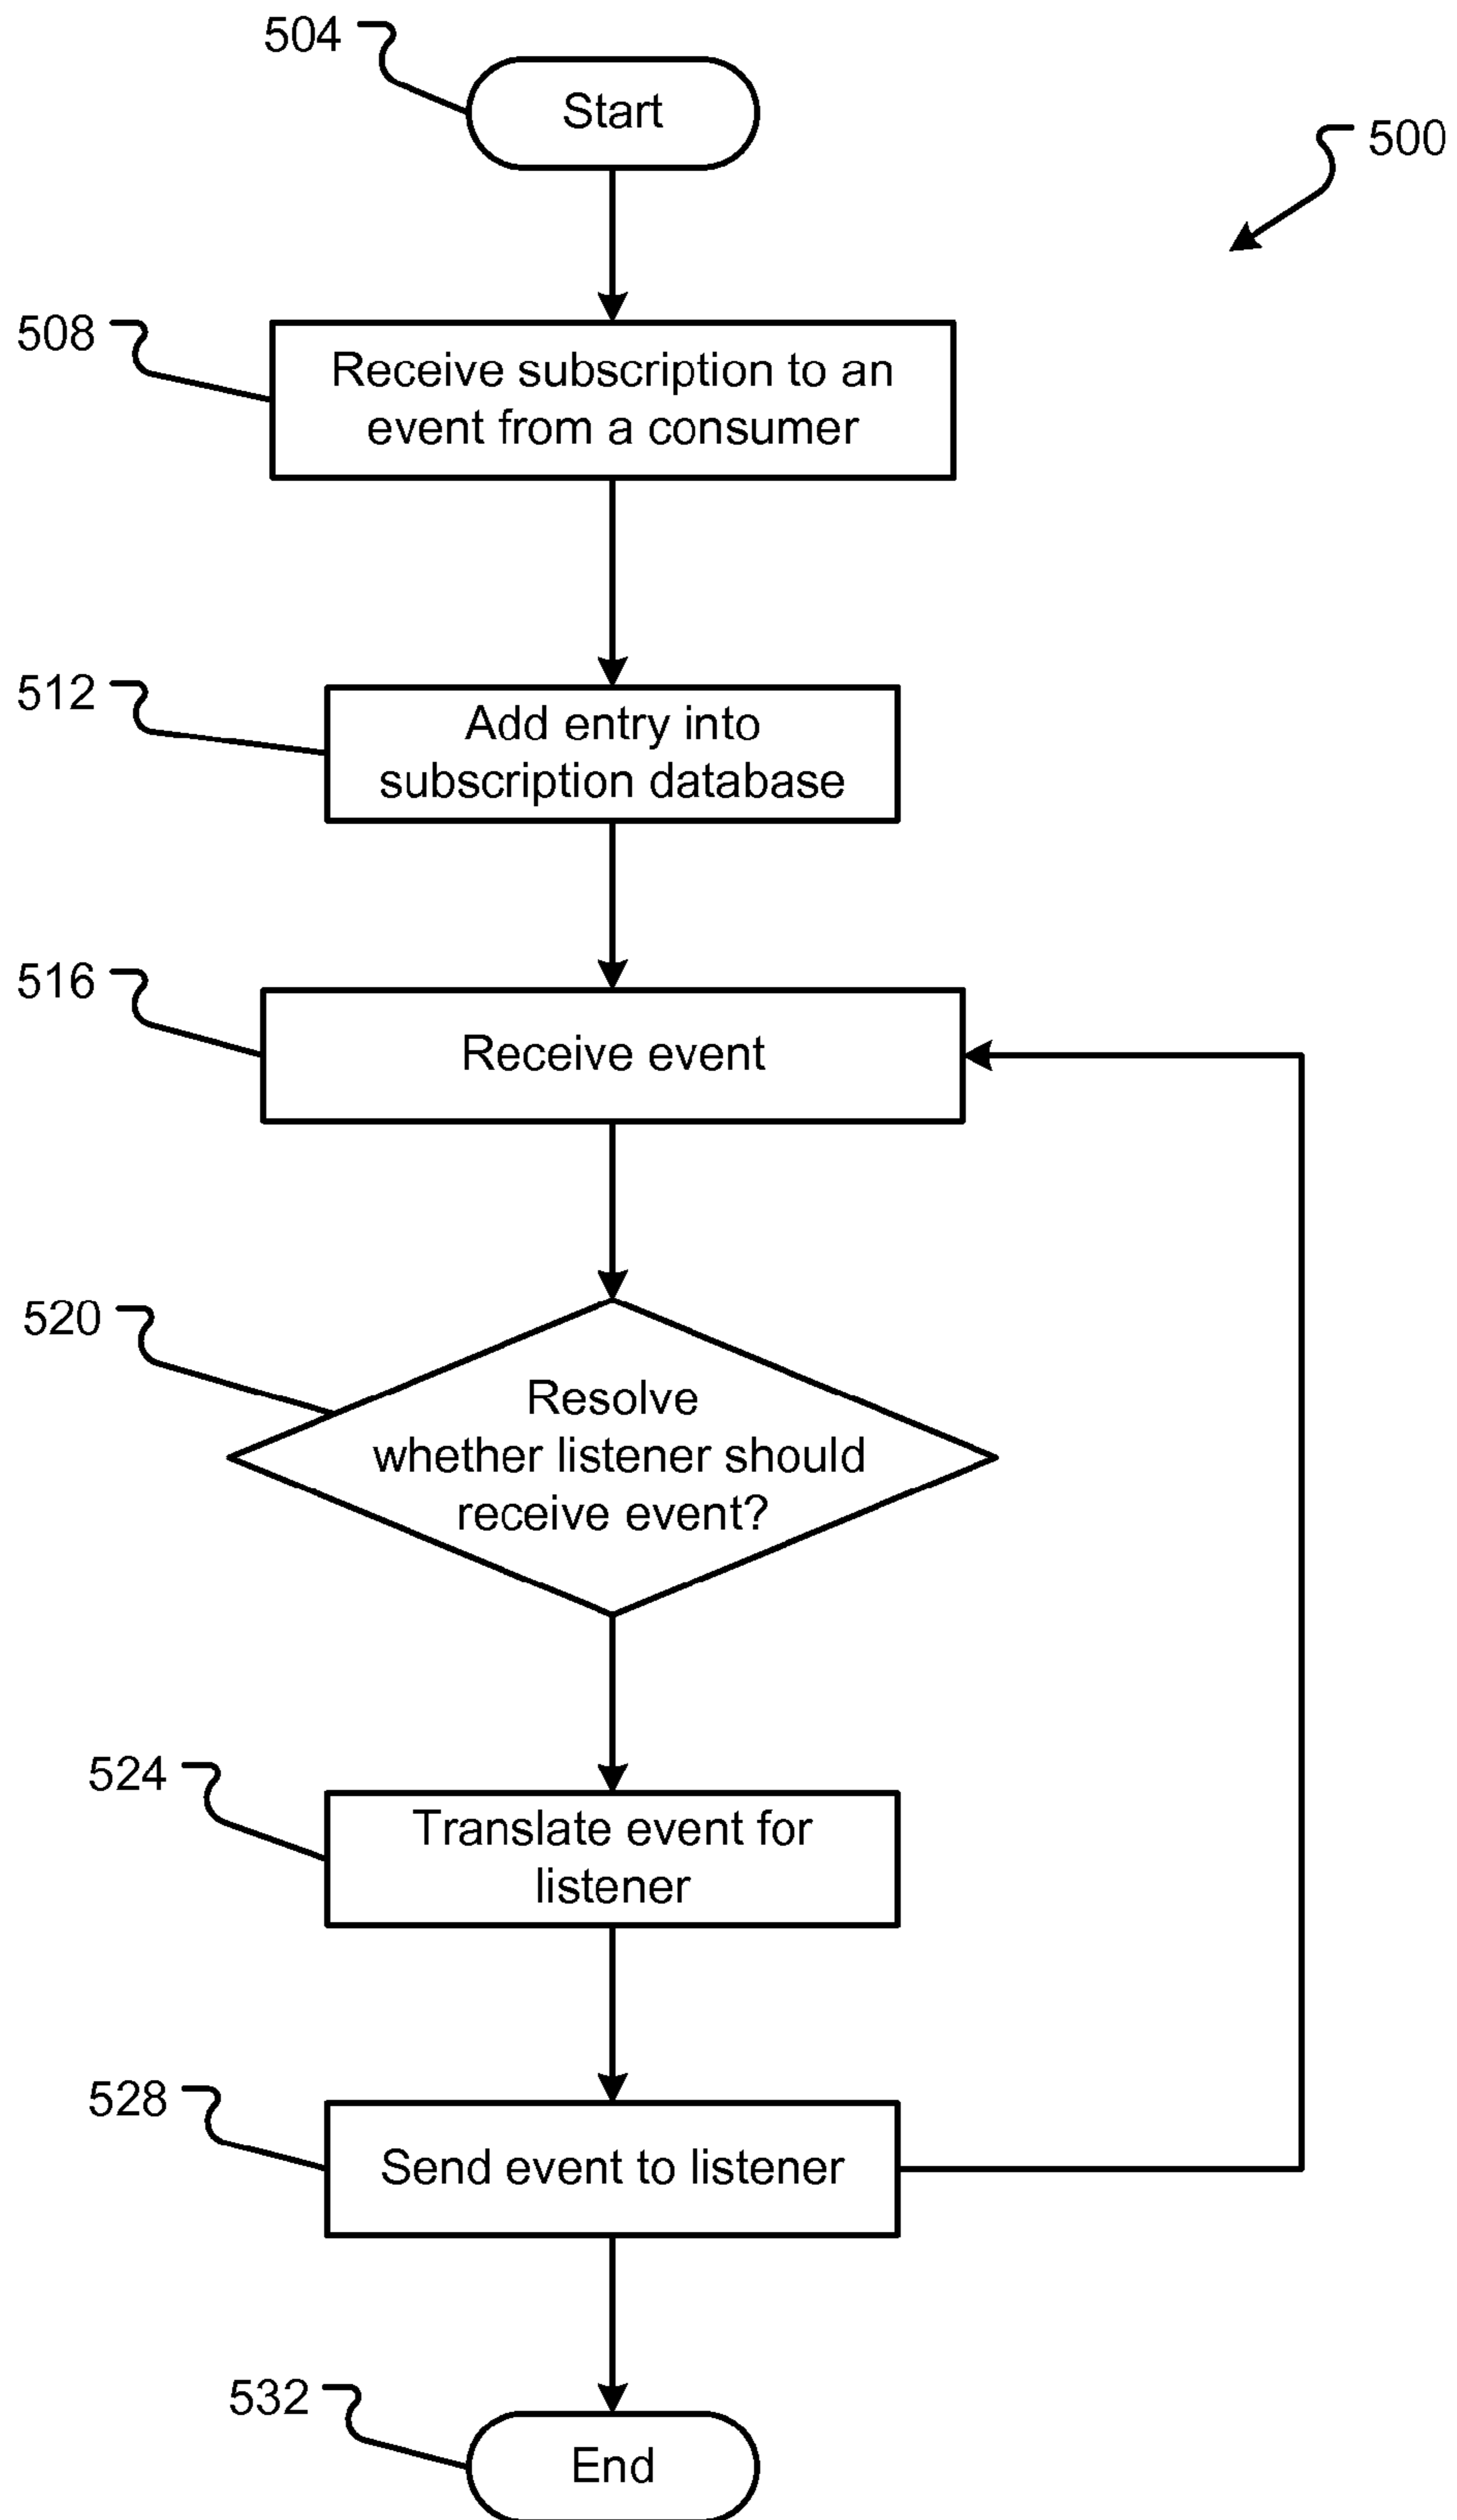 504
Start
500
508
Receive subscription to an
event from a consumer
512
Add entry into
subscription database
516
Receive event
520
Resolve
whether listener should
receive event?
524
Translate event for
listener
528
Send event to listener
532
End